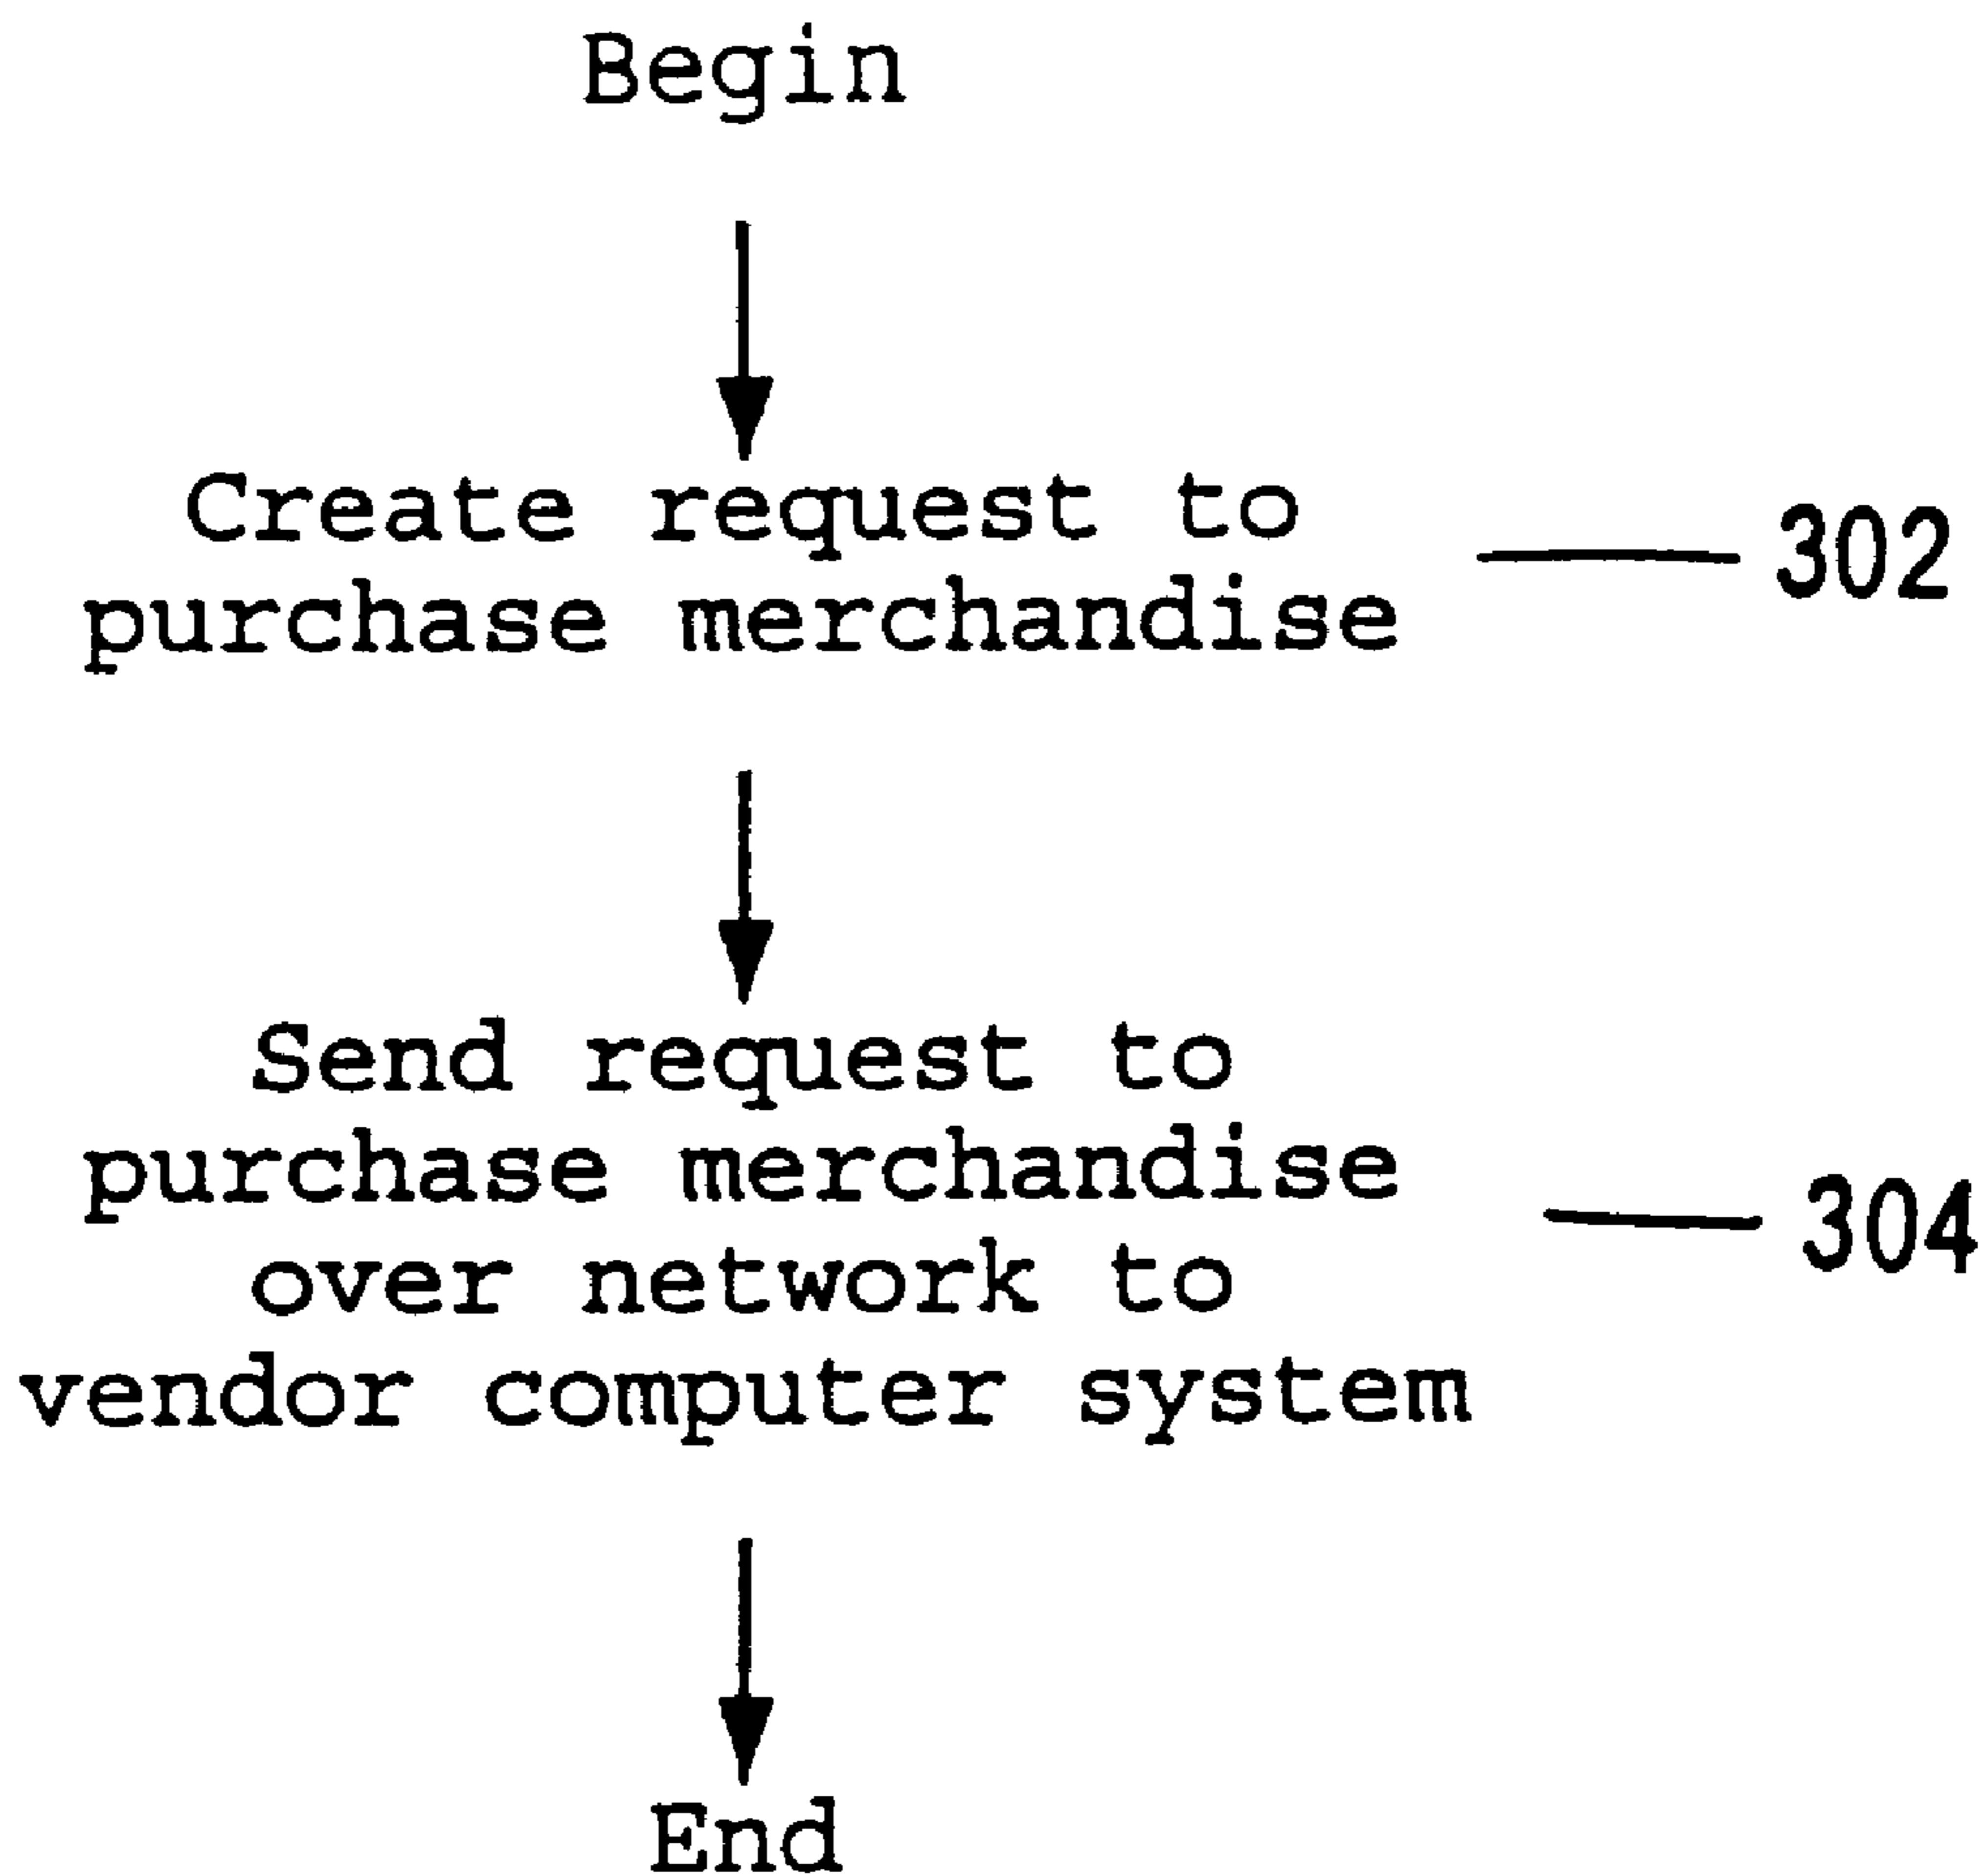 Begin
Create request to
purchase merchandise
302
Send request to
purchase merchandise
over network to
vendor computer system
304
End